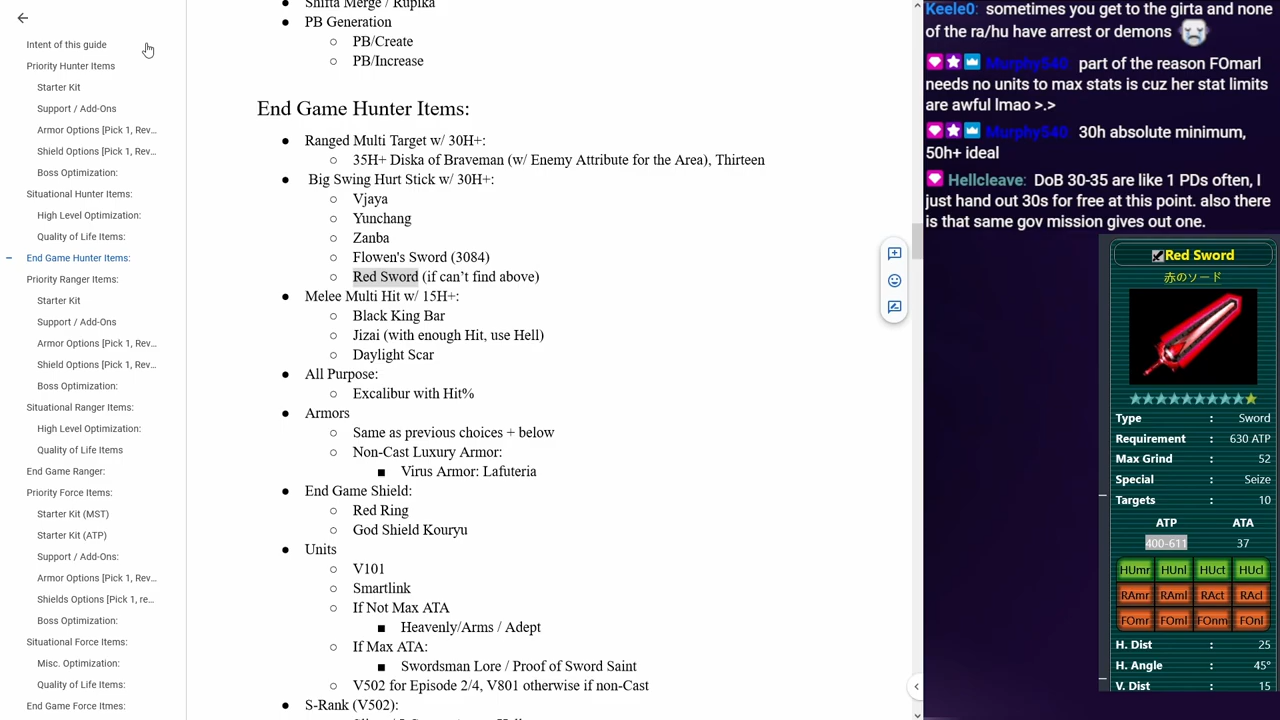 Intent of this guide
Priority Hunter Items
Starter Kit
Support / Add-Ons
Armor Options [Pick 1, Rev...
Shield Options [Pick 1, Rev...
Boss Optimization:
Situational Hunter Items:
High Level Optimization:
Quality of Life Items:
End Game Hunter Items:
Priority Ranger Items:
Starter Kit
Support / Add-Ons
Armor Options [Pick 1, Rev...
Shield Options [Pick 1, Rev...
Boss Optimization:
Situational Ranger Items:
High Level Optimization:
Quality of Life Items
End Game Ranger:
Priority Force Items:
Starter Kit (MST)
Starter Kit (ATP)
Support / Add-Ons:
Armor Options [Pick 1, Rev...
Shields Options [Pick 1, re...
Boss Optimization:
Situational Force Items:
Misc. Optimization:
Quality of Life Items:
End Game Force Itmes:
Shifta Merge / Rupika
PB Generation
PB/Create
PB/Increase
End Game Hunter Items:
Ranged Multi Target w/ 30H+:
35H+ Diska of Braveman (w/ Enemy Attribute for the Area), Thirteen
Big Swing Hurt Stick w/ 30H+:
Vjaya
Yunchang
Zanba
Flowen's Sword (3084)
Red Sword (if can't find above)
Melee Multi Hit w/ 15H+:
Black King Bar
Jizai (with enough Hit, use Hell)
Daylight Scar
All Purpose:
Excalibur with Hit%
Armors
Same as previous choices + below
Non-Cast Luxury Armor:
Virus Armor: Lafuteria
End Game Shield:
Red Ring
God Shield Kouryu
Units
V101
Smartlink
If Not Max ATA
Heavenly/Arms / Adept
If Max ATA:
Swordsman Lore / Proof of Sword Saint
V502 for Episode 2/4, V801 otherwise if non-Cast
S-Rank (V502):
Keele0: sometimes you get to the girta and none
of the ra/hu have arrest or demons
Murphy540: part of the reason FOmarl
needs no units to max stats is cuz her stat limits
are awful lmao >.>
Murphy540: 30h absolute minimum,
50h+ ideal
Hellcleave: DoB 30-35 are like 1 PDs often, I
just hand out 30s for free at this point. also there
is that same gov mission gives out one.
Red Sword
赤のソード
Type : Sword
Requirement : 630 ATP
Max Grind : 52
Special : Seize
Targets : 10
ATP ATA
400-611 37
HUmr HUnl HUct HUcl
RAmr RAml RAct RAcl
FOmr FOml FOnm FOnl
H. Dist : 25
H. Angle : 45°
V. Dist : 15